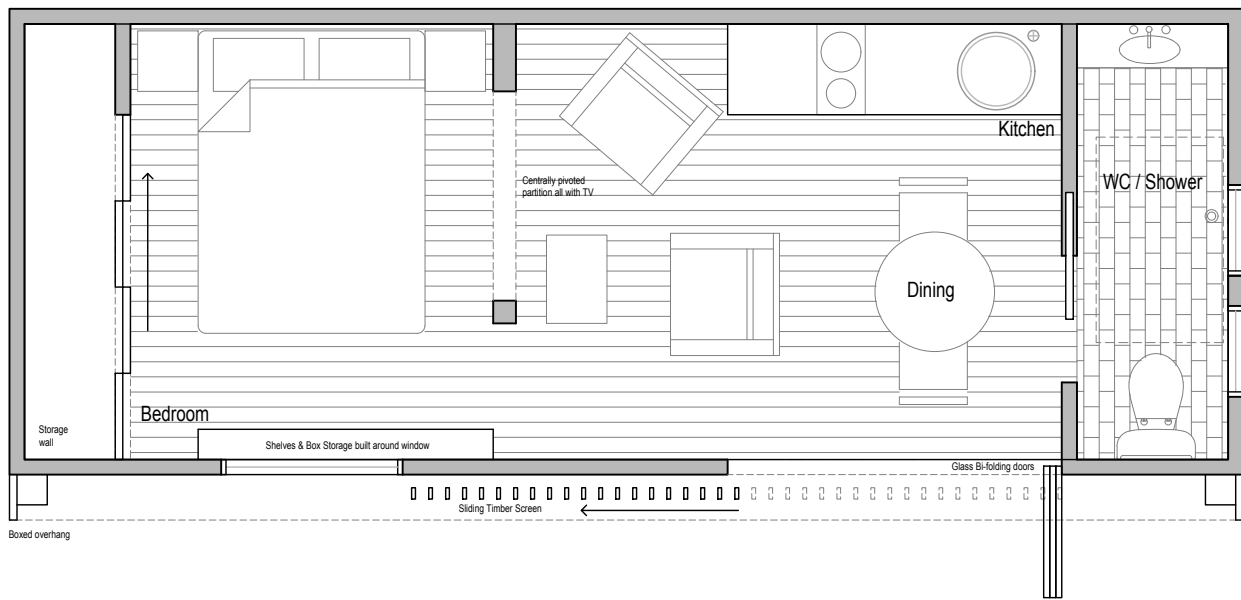 Kitchen
WC / Shower
Centrally pivoted
partition all with TV
Dining
Bedroom
Storage
wall
Shelves & Box Storage built around window
Glass Bi-folding doors
Sliding Timber Screen
Boxed overhang